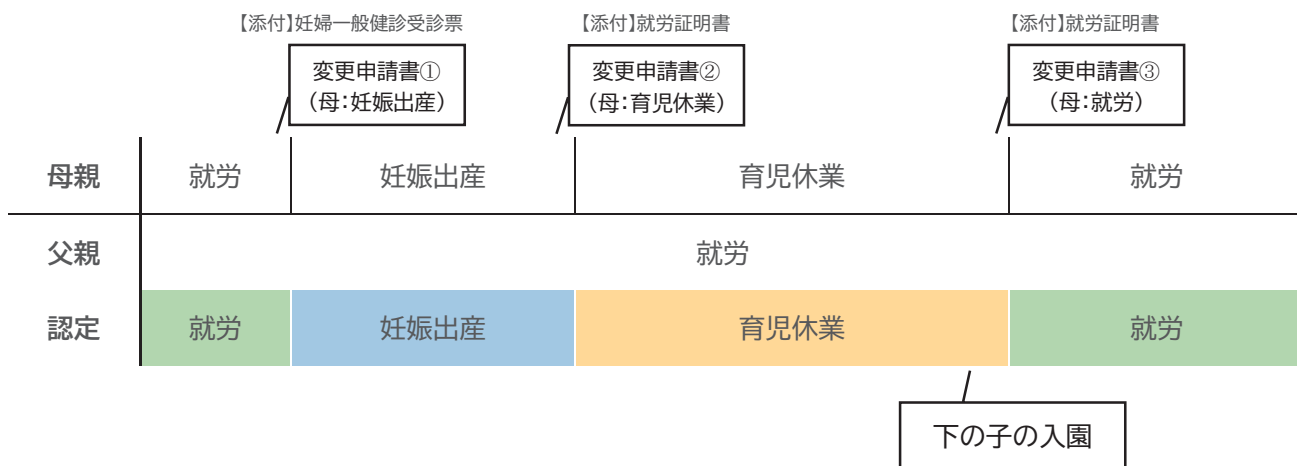 【添付】妊婦一般健診受診票
【添付】就労証明書
【添付】就労証明書
変更申請書①
(母:妊娠出産)
変更申請書②
(母:育児休業)
変更申請書③
(母:就労)
母親 就労 妊娠出産 育児休業 就労
父親 就労
認定 就労 妊娠出産 育児休業 就労
下の子の入園